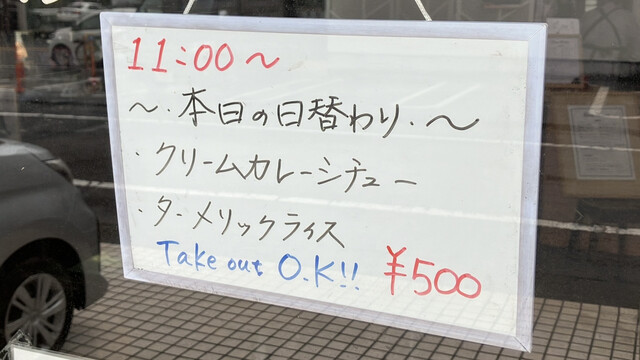 11:00～
～・本日の日替わり・～
・クリームカレーシチュー
・ターメリックライス
Take out O.K!! ¥500